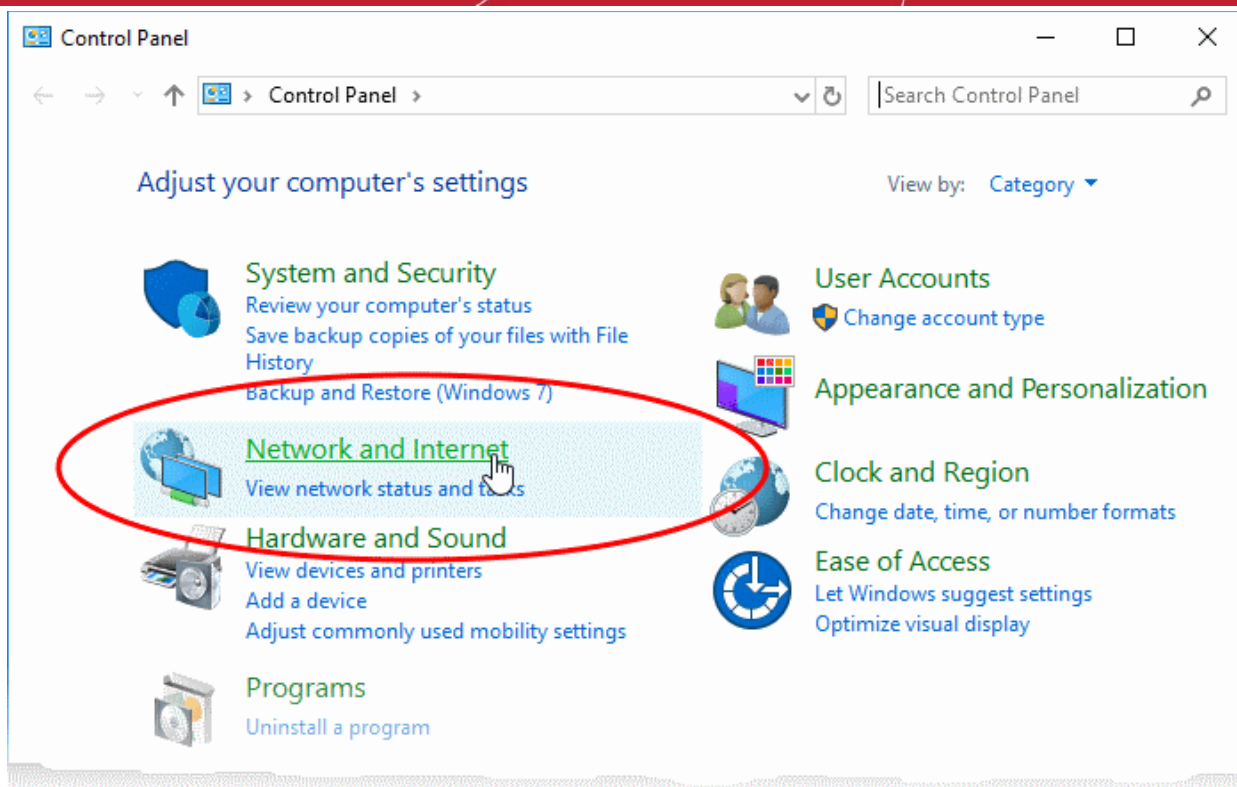 Control Panel
Control Panel
Search Control Panel
Adjust your computer's settings
View by: Category
System and Security
Review your computer's status
Save backup copies of your files with File
History
Backup and Restore (Windows 7)
Network and Internet
View network status and tasks
Hardware and Sound
View devices and printers
Add a device
Adjust commonly used mobility settings
Programs
Uninstall a program
User Accounts
Change account type
Appearance and Personalization
Clock and Region
Change date, time, or number formats
Ease of Access
Let Windows suggest settings
Optimize visual display